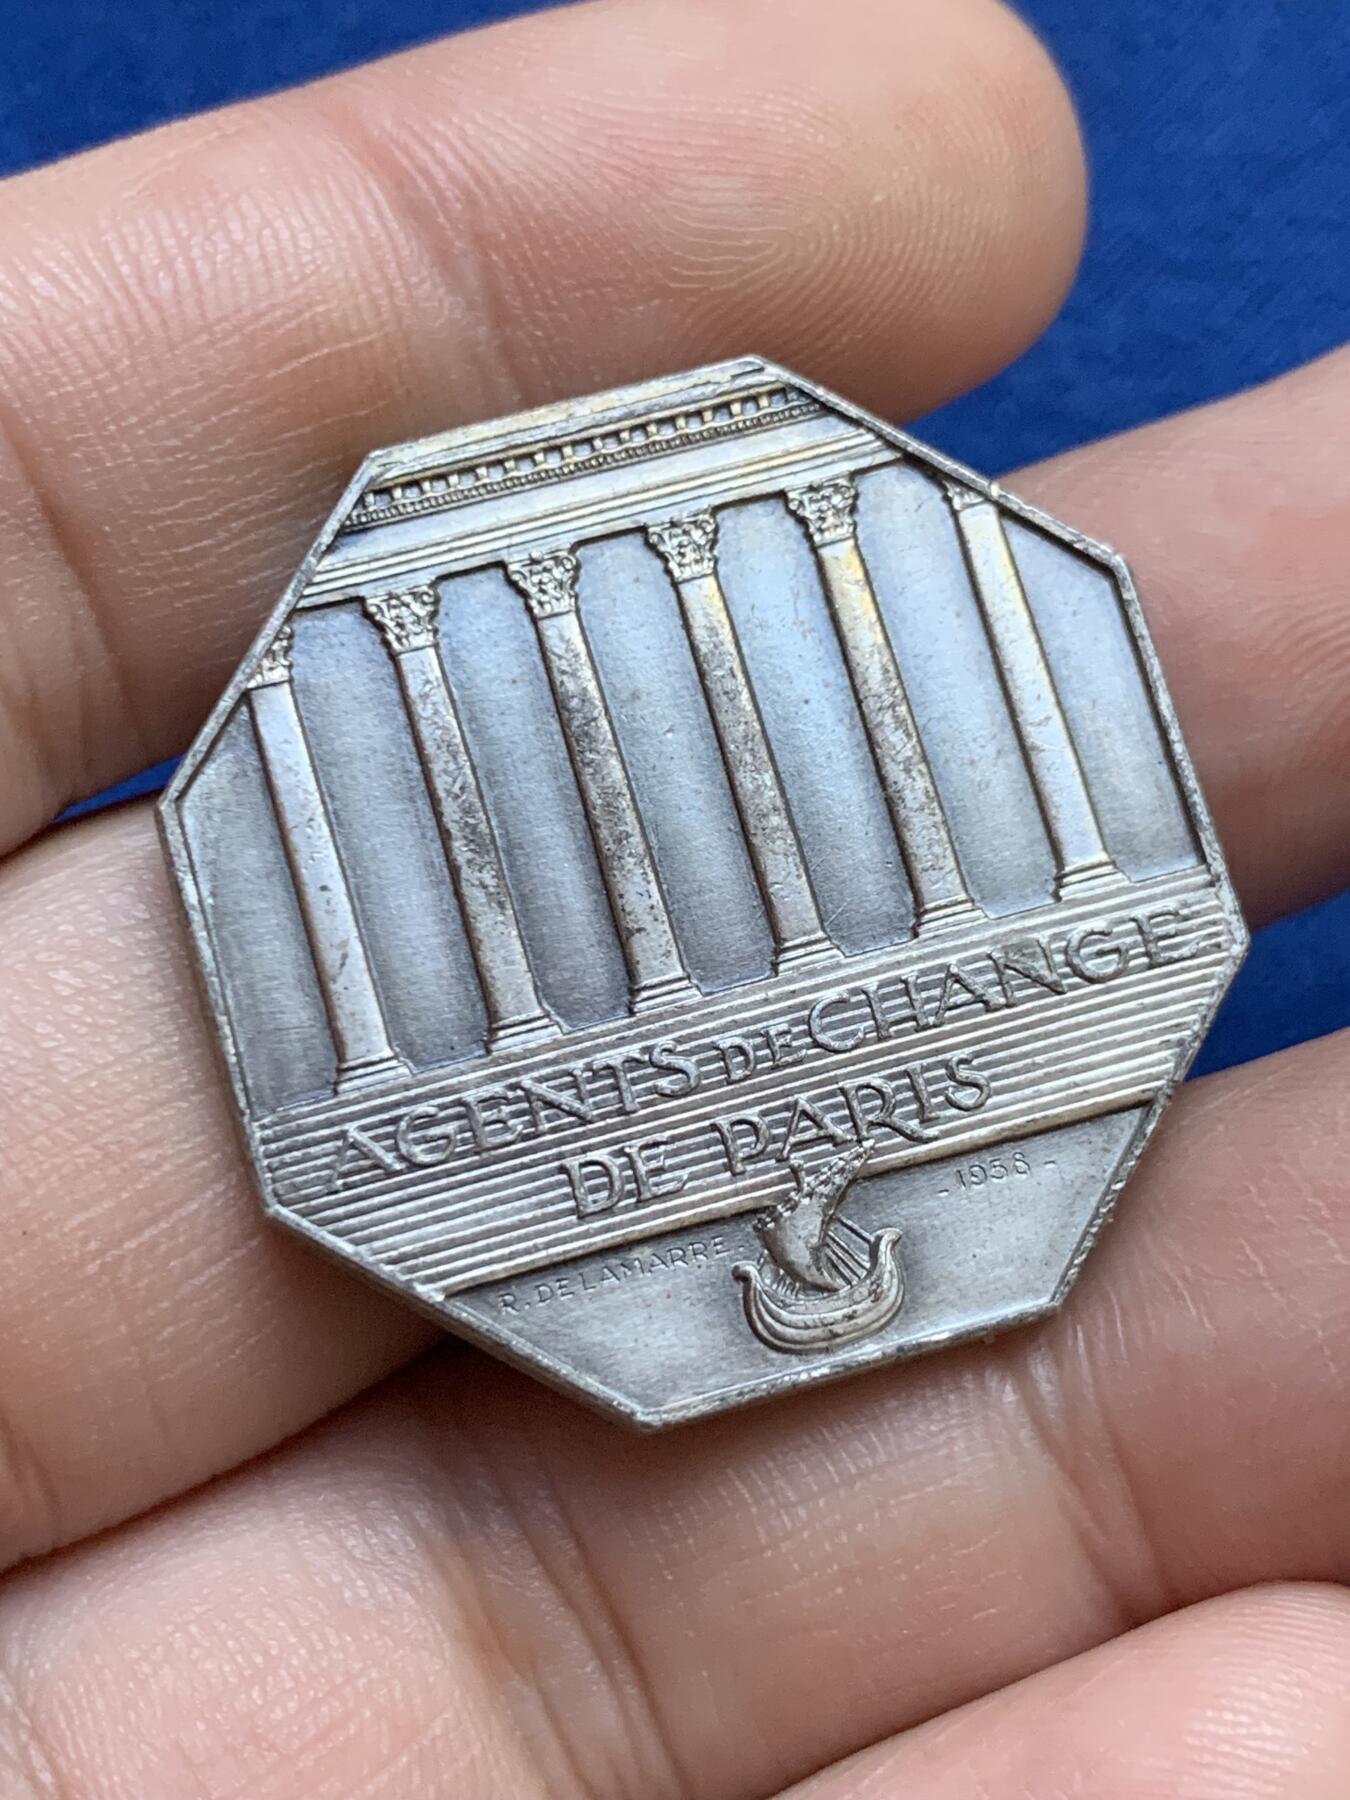 AGENTS DE CHANGE
DE PARIS
R. DELAMARRE - 1938 -